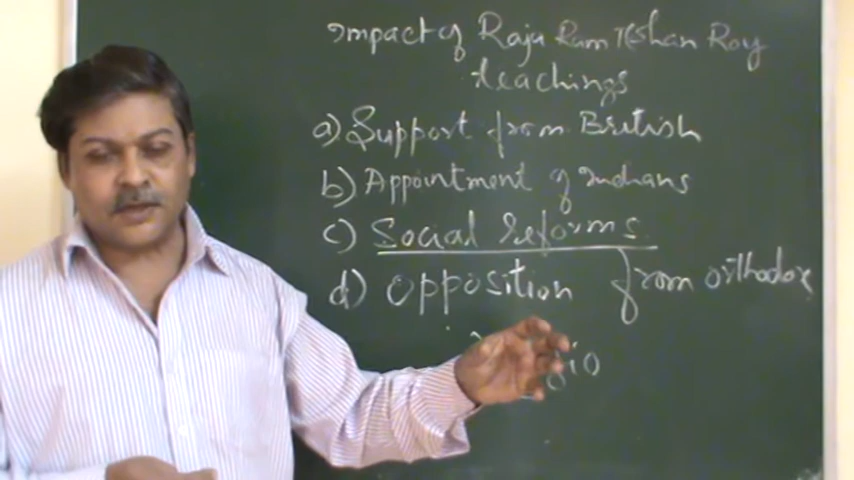 Impact of Raja Ram Mohan Roy
teachings
a) Support from British
b) Appointment of Indians
c) Social reforms.
d) Opposition from orthodox